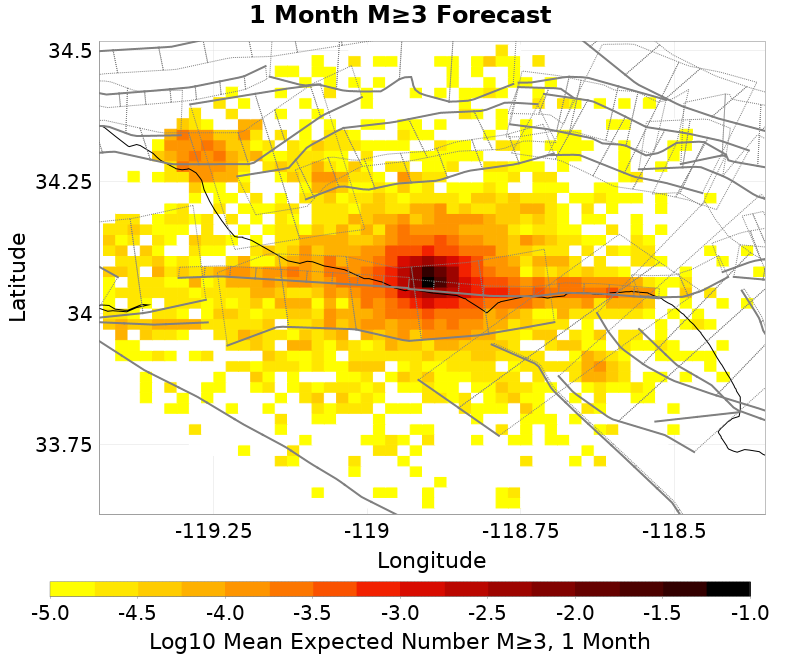 1 Month M≥3 Forecast
34.5
34.25
34
33.75
Latitude
-119.25 -119 -118.75 -118.5
Longitude
-5.0 -4.5 -4.0 -3.5 -3.0 -2.5 -2.0 -1.5 -1.0
Log10 Mean Expected Number M≥3, 1 Month